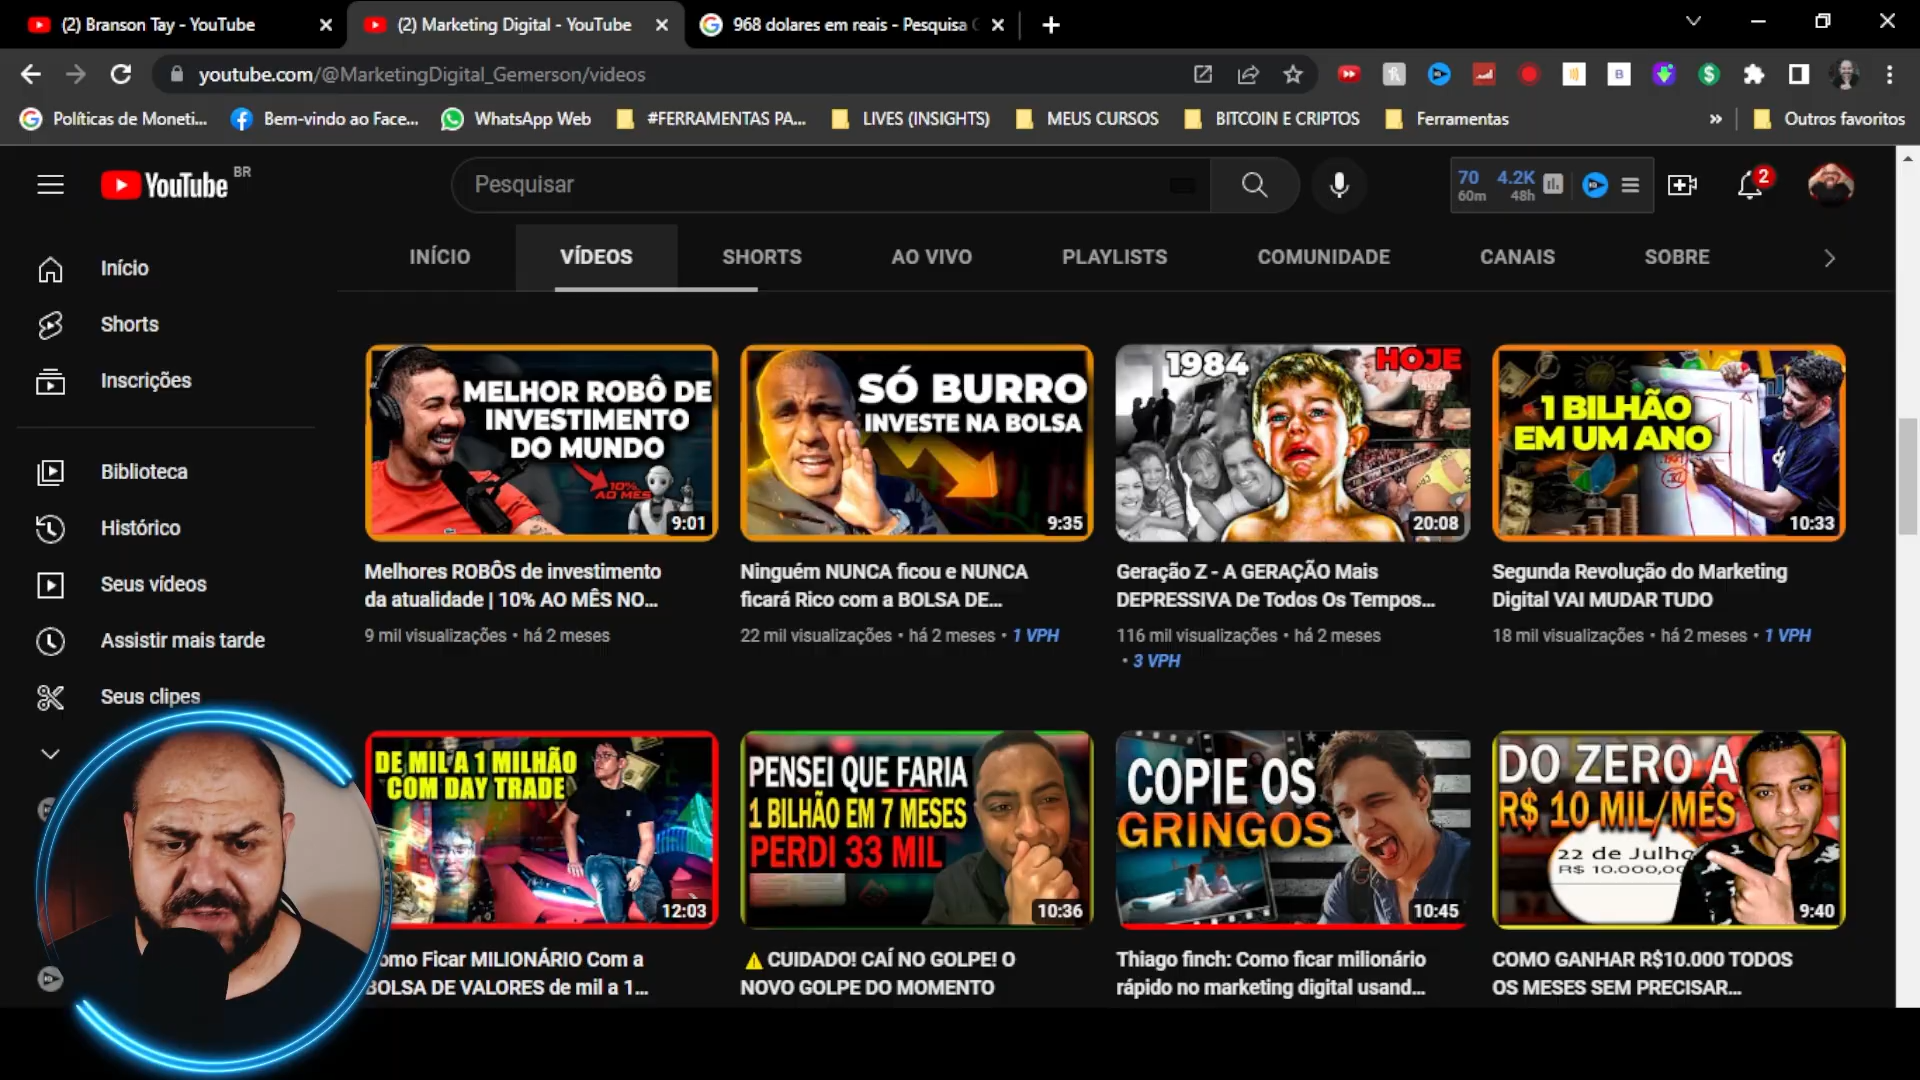 (2) Branson Tay - YouTube
(2) Marketing Digital - YouTube
968 dolares em reais - Pesquisa
youtube.com/@MarketingDigital_Gemerson/videos
Políticas de Moneti...
Bem-vindo ao Face...
WhatsApp Web
#FERRAMENTAS PA...
LIVES (INSIGHTS)
MEUS CURSOS
BITCOIN E CRIPTOS
Ferramentas
»
Outros favoritos
YouTube BR
Pesquisar
70 4.2K
60m 48h
2
INÍCIO
VÍDEOS
SHORTS
AO VIVO
PLAYLISTS
COMUNIDADE
CANAIS
SOBRE
Início
Shorts
Inscrições
Biblioteca
Histórico
Seus vídeos
Assistir mais tarde
Seus clipes
MELHOR ROBÔ DE
INVESTIMENTO
DO MUNDO
10%
AO MÊS
9:01
Melhores ROBÔS de investimento
da atualidade | 10% AO MÊS NO...
9 mil visualizações • há 2 meses
SÓ BURRO
INVESTE NA BOLSA
9:35
Ninguém NUNCA ficou e NUNCA
ficará Rico com a BOLSA DE...
22 mil visualizações • há 2 meses • 1 VPH
1984
HOJE
20:08
Geração Z - A GERAÇÃO Mais
DEPRESSIVA De Todos Os Tempos...
116 mil visualizações • há 2 meses
• 3 VPH
1 BILHÃO
EM UM ANO
10:33
Segunda Revolução do Marketing
Digital VAI MUDAR TUDO
18 mil visualizações • há 2 meses • 1 VPH
DE MIL A 1 MILHÃO
COM DAY TRADE
12:03
omo Ficar MILIONÁRIO Com a
BOLSA DE VALORES de mil a 1...
PENSEI QUE FARIA
1 BILHÃO EM 7 MESES
PERDI 33 MIL
10:36
⚠ CUIDADO! CAÍ NO GOLPE! O
NOVO GOLPE DO MOMENTO
COPIE OS
GRINGOS
10:45
Thiago finch: Como ficar milionário
rápido no marketing digital usand...
DO ZERO A
R$ 10 MIL/MÊS
22 de Julho
R$ 10.000,00
9:40
COMO GANHAR R$10.000 TODOS
OS MESES SEM PRECISAR...